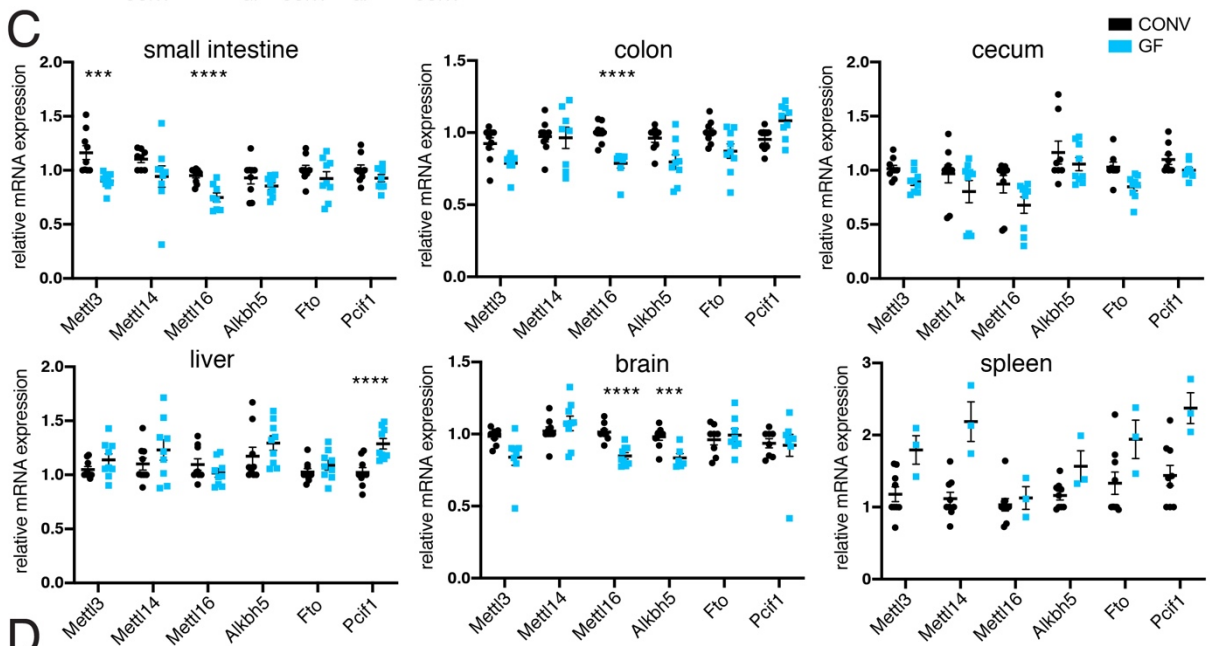 C
CONV
GF
small intestine
relative mRNA expression
2.0
1.5
1.0
0.5
0.0
***
****
Mettl3
Mettl14
Mettl16
Alkbh5
Fto
Pcif1
colon
relative mRNA expression
1.5
1.0
0.5
0.0
****
Mettl3
Mettl14
Mettl16
Alkbh5
Fto
Pcif1
cecum
relative mRNA expression
2.0
1.5
1.0
0.5
0.0
Mettl3
Mettl14
Mettl16
Alkbh5
Fto
Pcif1
liver
relative mRNA expression
2.0
1.5
1.0
0.5
0.0
****
Mettl3
Mettl14
Mettl16
Alkbh5
Fto
Pcif1
brain
relative mRNA expression
1.5
1.0
0.5
0.0
****
***
Mettl3
Mettl14
Mettl16
Alkbh5
Fto
Pcif1
spleen
relative mRNA expression
3
2
1
0
Mettl3
Mettl14
Mettl16
Alkbh5
Fto
Pcif1
D